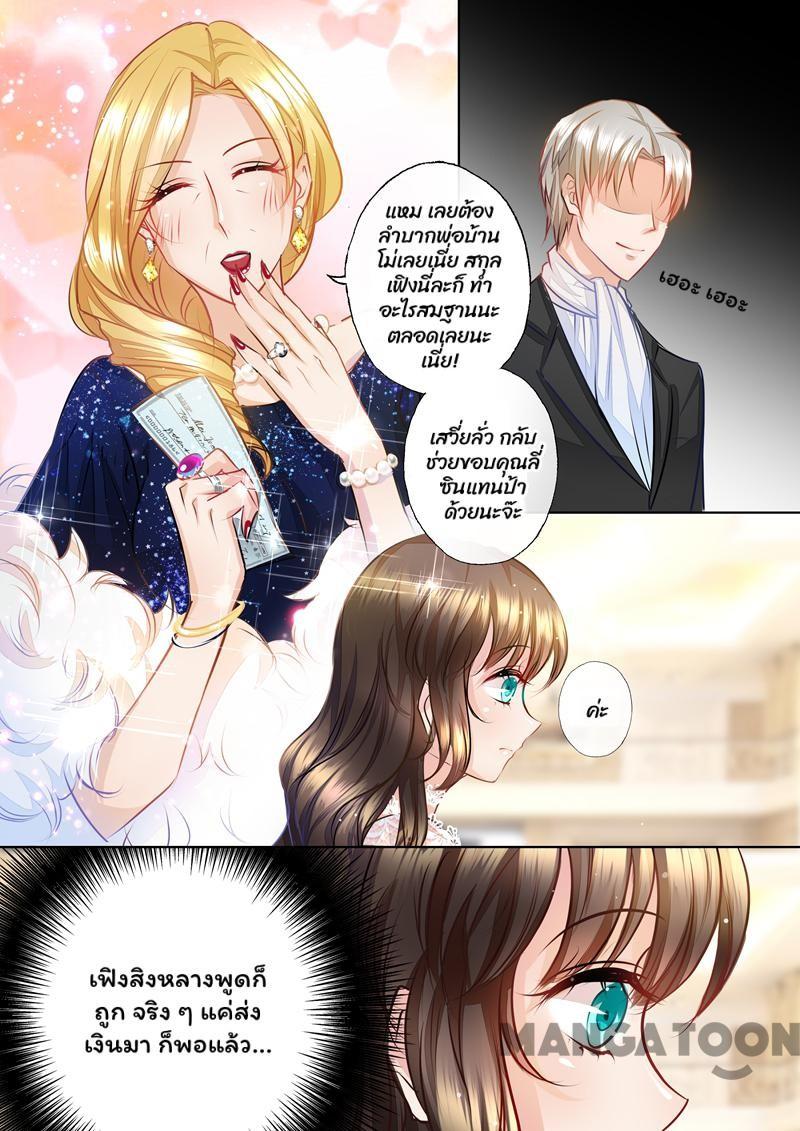 แหม เลยต้อง
ลำบากพ่อบ้าน
โม่เลยเนี่ย สกุล
เฟิงนี่ละก็ ทำ
อะไรสมฐานนะ
ตลอดเลยนะ
เนี่ย!
เฮอะ เฮอะ
เสวี่ยลั่ว กลับ
ช่วยขอบคุณลี่
ซินแทนป้า
ด้วยนะจ๊ะ
ค่ะ
เฟิงสิงหลางพูดก็
ถูก จริง ๆ แค่ส่ง
เงินมา ก็พอแล้ว...
MANGATOON